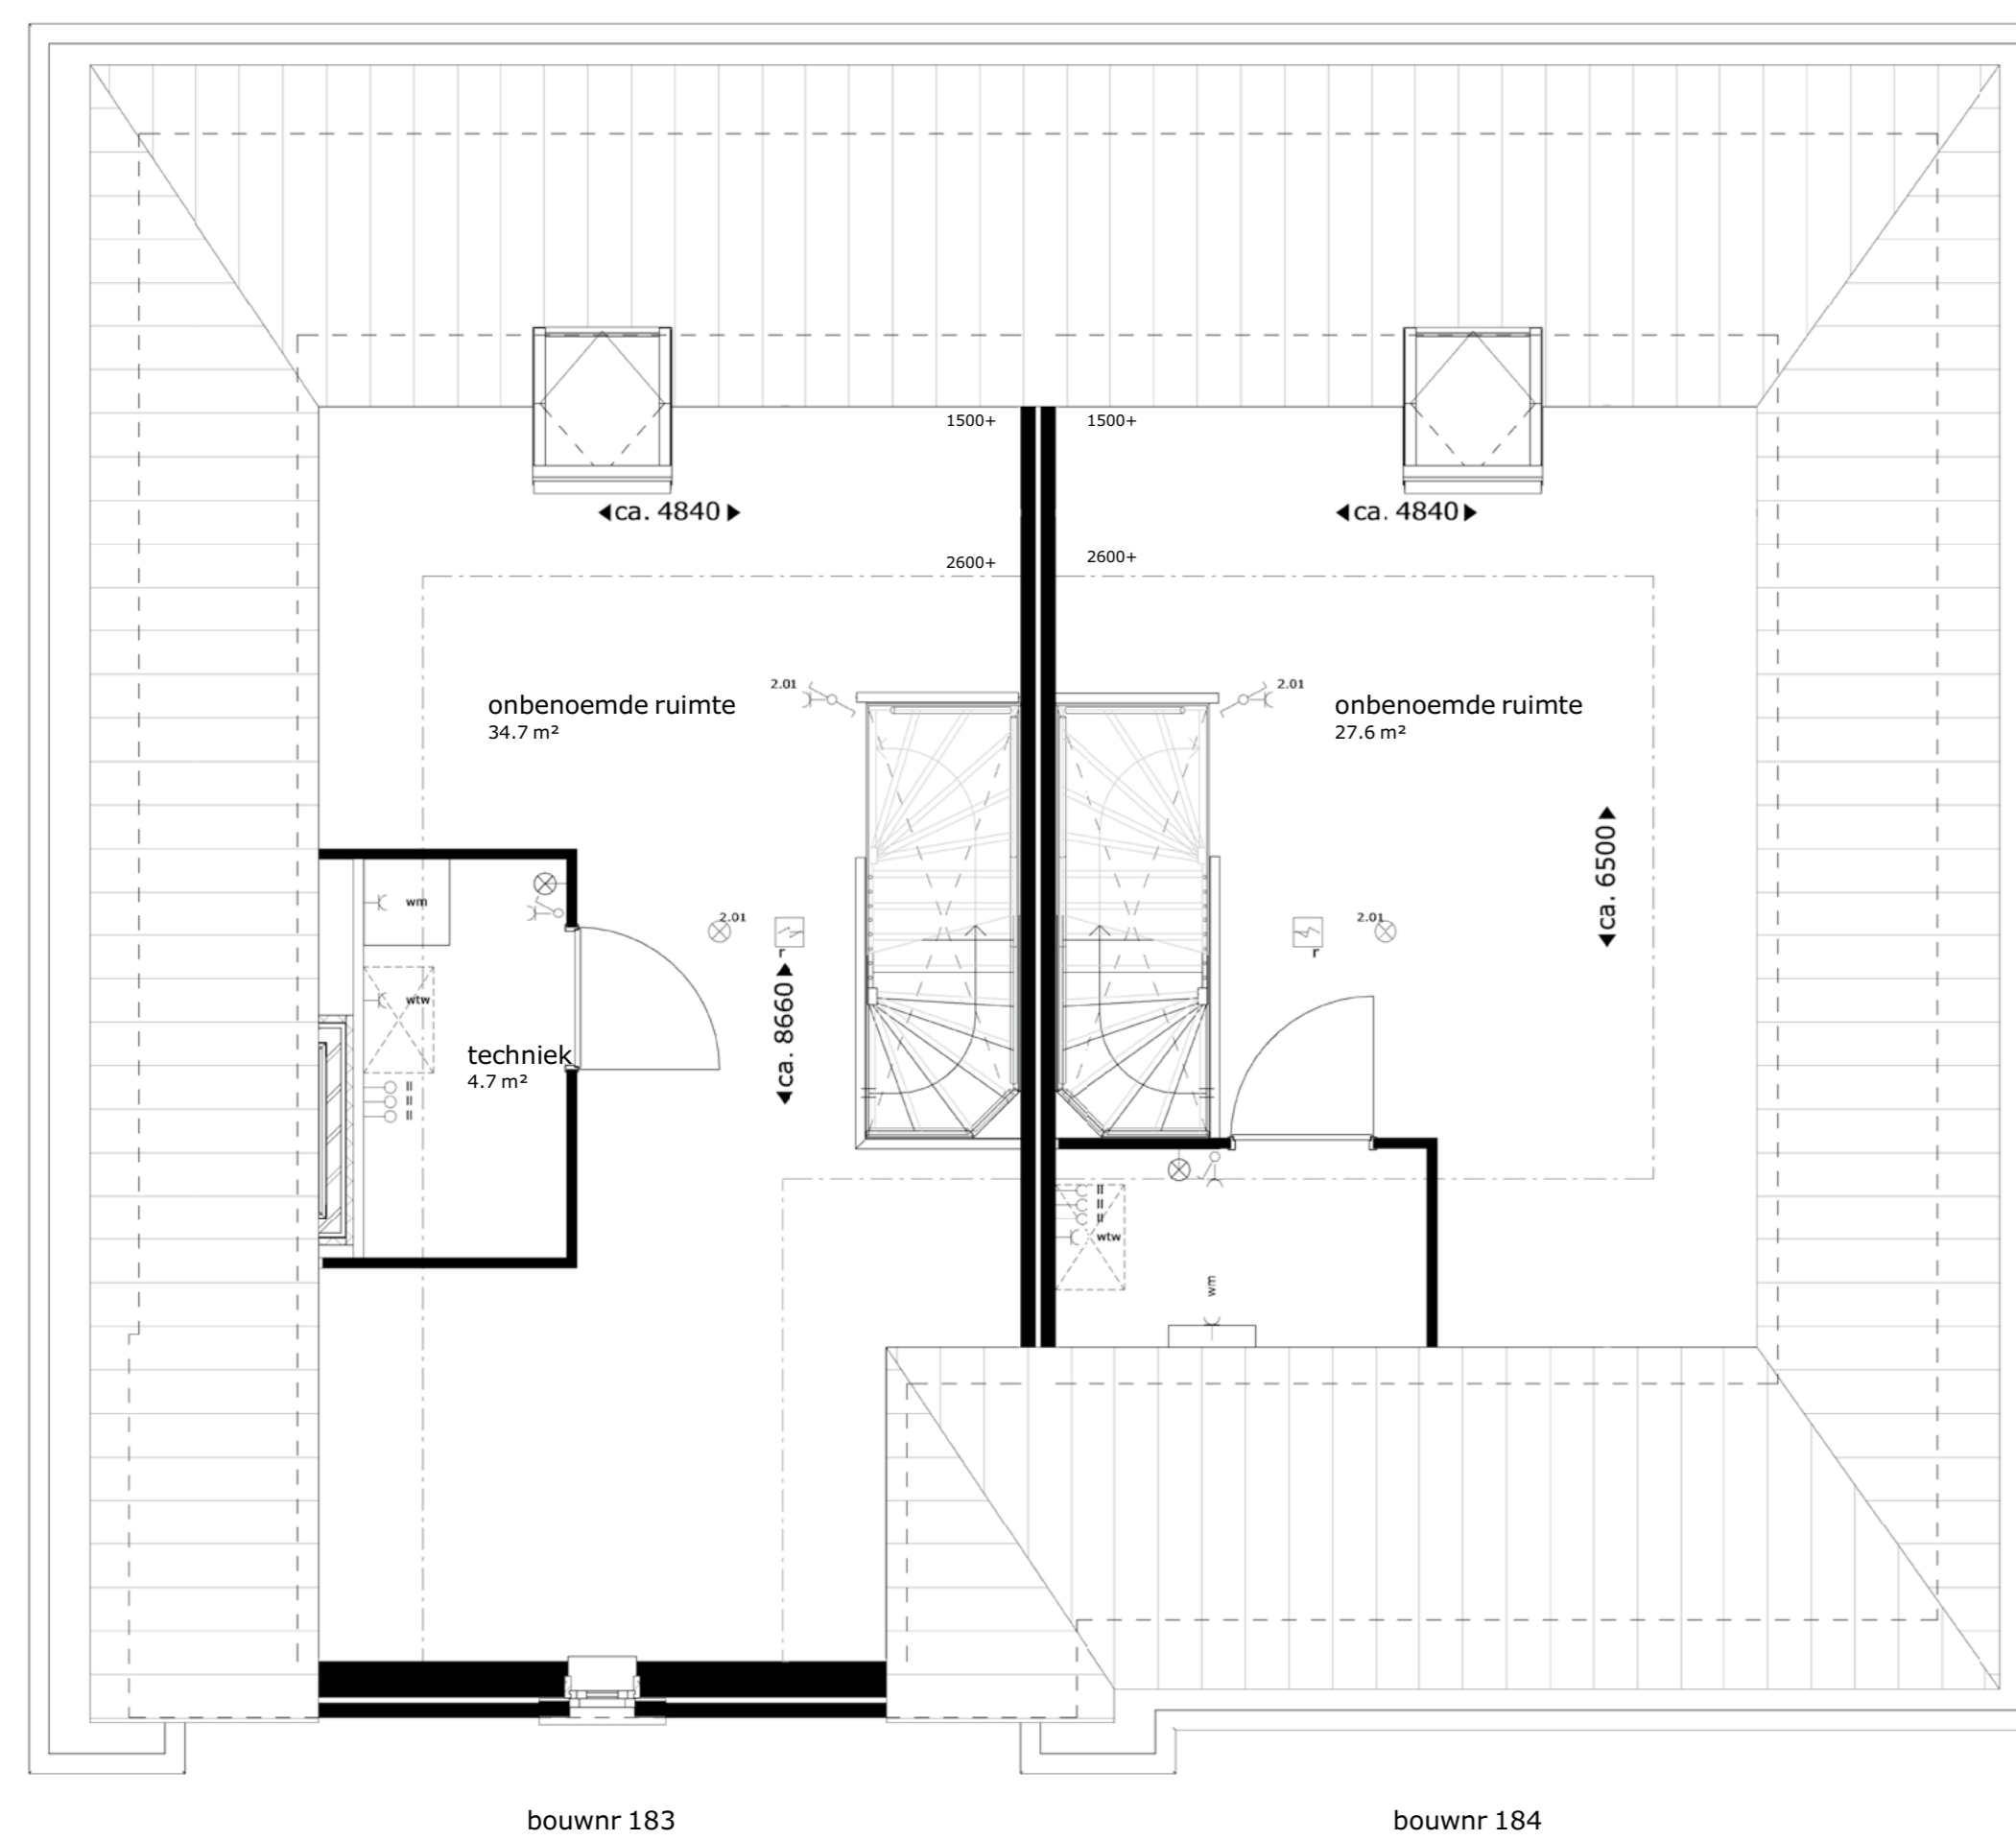 1500+ 1500+
ca. 4840 ca. 4840
2600+ 2600+
2.01 2.01
onbenoemde ruimte
34.7 m²
onbenoemde ruimte
27.6 m²
ca. 6500
wm
2.01 2.01
r r
wtw
ca. 8660
techniek
4.7 m²
wtw
wm
bouwnr 183 bouwnr 184